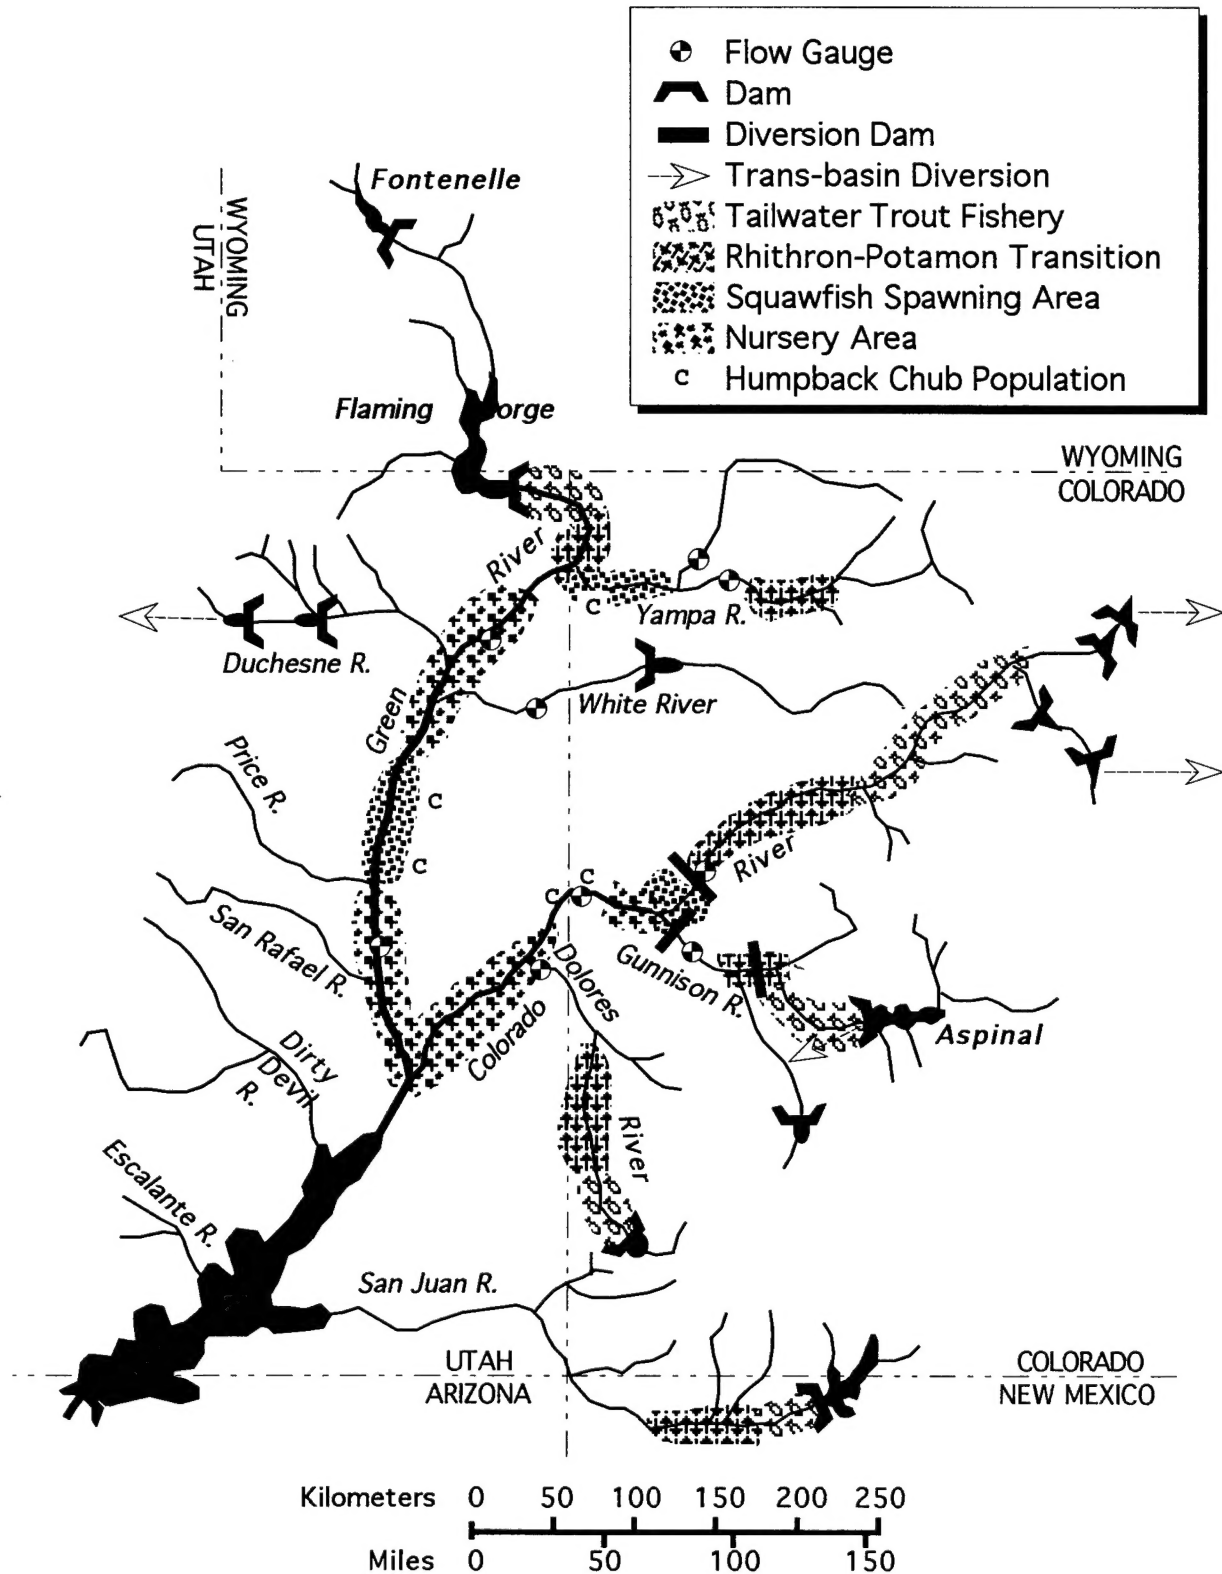 Flow Gauge
Dam
Diversion Dam
Trans-basin Diversion
Tailwater Trout Fishery
Rhithron-Potamon Transition
Squawfish Spawning Area
Nursery Area
c Humpback Chub Population
Fontenelle
WYOMING
UTAH
Flaming orge
WYOMING
COLORADO
River
c
Yampa R.
Duchesne R.
White River
Green
Price R.
c
c
River
c c
San Rafael R.
Dolores
Gunnison R.
Colorado
Aspinal
Dirty
Devil
R.
River
Escalante R.
San Juan R.
UTAH
ARIZONA
COLORADO
NEW MEXICO
Kilometers 0 50 100 150 200 250
Miles 0 50 100 150